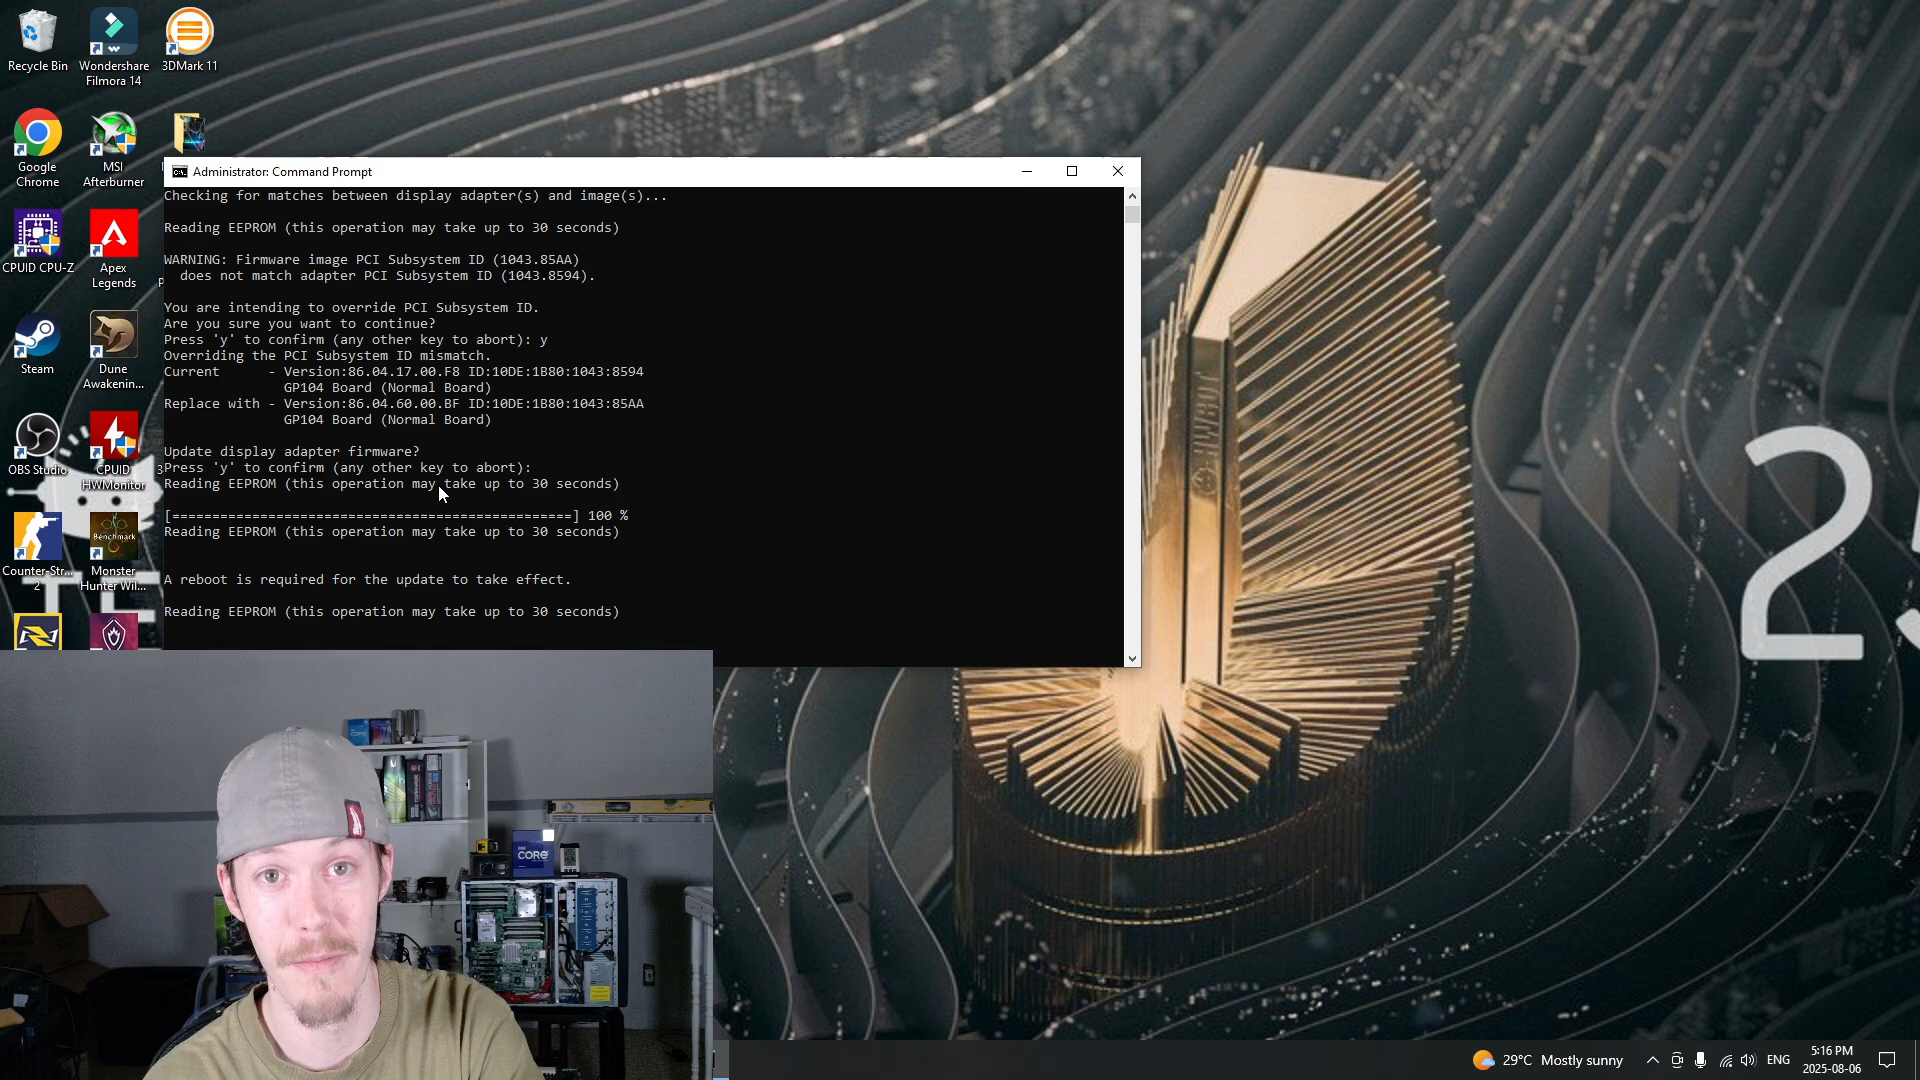 Recycle Bin
Wondershare
Filmora 14
3DMark 11
Google
Chrome
MSI
Afterburner
CPUID CPU-Z
Apex
Legends
Steam
Dune
Awakenin...
OBS Studio
CPUID
HWMonitor
Counter-Str...
2
Benchmark
Monster
Hunter Wil...
Administrator: Command Prompt
Checking for matches between display adapter(s) and image(s)...
Reading EEPROM (this operation may take up to 30 seconds)
WARNING: Firmware image PCI Subsystem ID (1043.85AA)
does not match adapter PCI Subsystem ID (1043.8594).
You are intending to override PCI Subsystem ID.
Are you sure you want to continue?
Press 'y' to confirm (any other key to abort): y
Overriding the PCI Subsystem ID mismatch.
Current - Version:86.04.17.00.F8 ID:10DE:1B80:1043:8594
GP104 Board (Normal Board)
Replace with - Version:86.04.60.00.BF ID:10DE:1B80:1043:85AA
GP104 Board (Normal Board)
Update display adapter firmware?
Press 'y' to confirm (any other key to abort):
Reading EEPROM (this operation may take up to 30 seconds)
[==================================================] 100 %
Reading EEPROM (this operation may take up to 30 seconds)
A reboot is required for the update to take effect.
Reading EEPROM (this operation may take up to 30 seconds)
HWBOT
2
CORE
29°C Mostly sunny
ENG
5:16 PM
2025-08-06